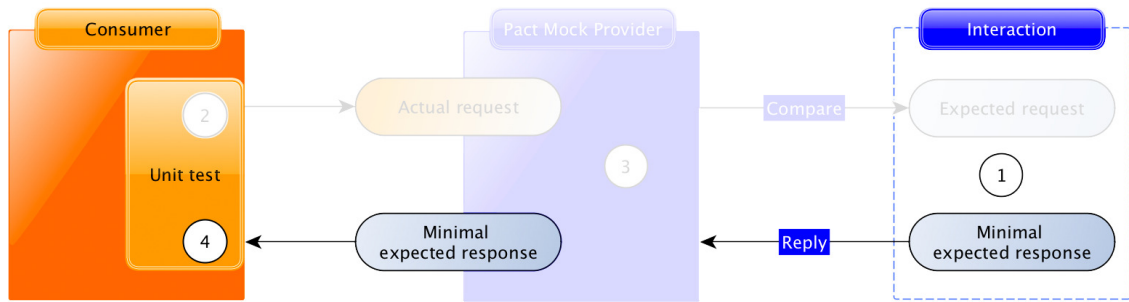 Consumer
Pact Mock Provider
Interaction
2
Actual request
Compare
Expected request
3
1
Unit test
4
Minimal
expected response
Reply
Minimal
expected response